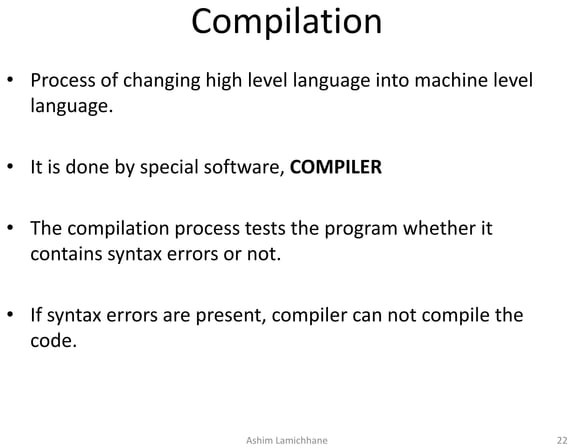 Compilation
• Process of changing high level language into machine level
language.
• It is done by special software, COMPILER
• The compilation process tests the program whether it
contains syntax errors or not.
• If syntax errors are present, compiler can not compile the
code.
Ashim Lamichhane
22